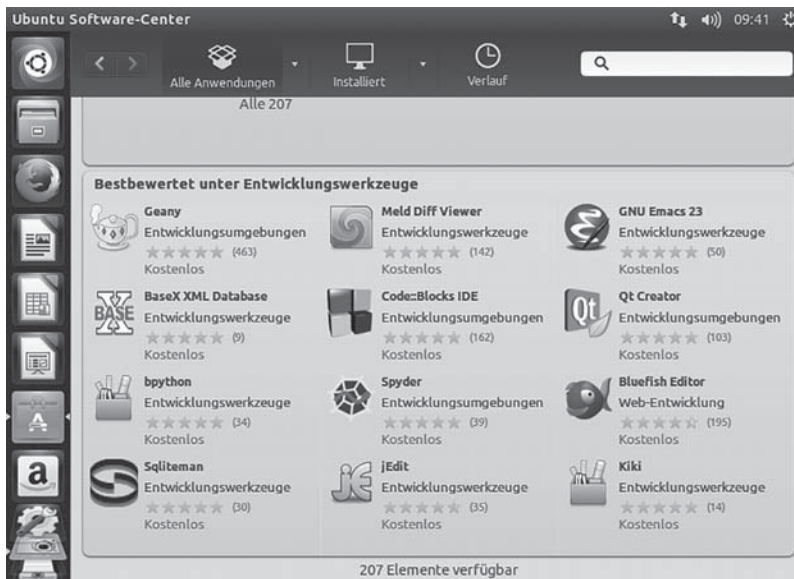 Ubuntu Software-Center
09:41
Alle Anwendungen
Installiert
Verlauf
Alle 207
Bestbewertet unter Entwicklungswerkzeuge
Geany
Entwicklungsumgebungen
(463)
Kostenlos
Meld Diff Viewer
Entwicklungswerkzeuge
(142)
Kostenlos
GNU Emacs 23
Entwicklungswerkzeuge
(50)
Kostenlos
BASE X
BaseX XML Database
Entwicklungswerkzeuge
(9)
Kostenlos
Code::Blocks IDE
Entwicklungsumgebungen
(162)
Kostenlos
Qt
Qt Creator
Entwicklungsumgebungen
(103)
Kostenlos
bpython
Entwicklungswerkzeuge
(34)
Kostenlos
Spyder
Entwicklungsumgebungen
(39)
Kostenlos
Bluefish Editor
Web-Entwicklung
(195)
Kostenlos
Sqliteman
Entwicklungswerkzeuge
(30)
Kostenlos
jE
jEdit
Entwicklungswerkzeuge
(35)
Kostenlos
Kiki
Entwicklungswerkzeuge
(14)
Kostenlos
a
207 Elemente verfügbar